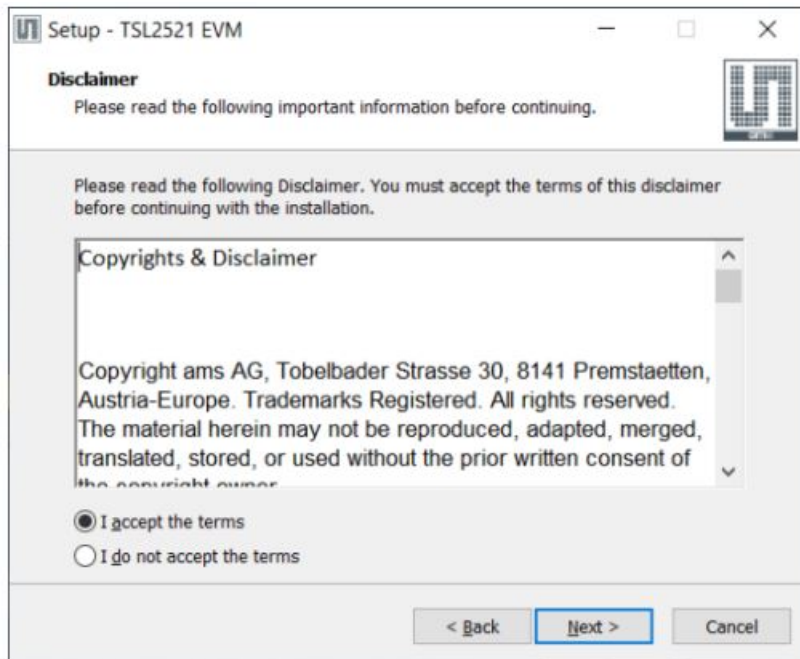 Setup - TSL2521 EVM
Disclaimer
Please read the following important information before continuing.
Please read the following Disclaimer. You must accept the terms of this disclaimer
before continuing with the installation.
Copyrights & Disclaimer
Copyright ams AG, Tobelbader Strasse 30, 8141 Premstaetten,
Austria-Europe. Trademarks Registered. All rights reserved.
The material herein may not be reproduced, adapted, merged,
translated, stored, or used without the prior written consent of
the copyright owner.
I accept the terms
I do not accept the terms
< Back
Next >
Cancel